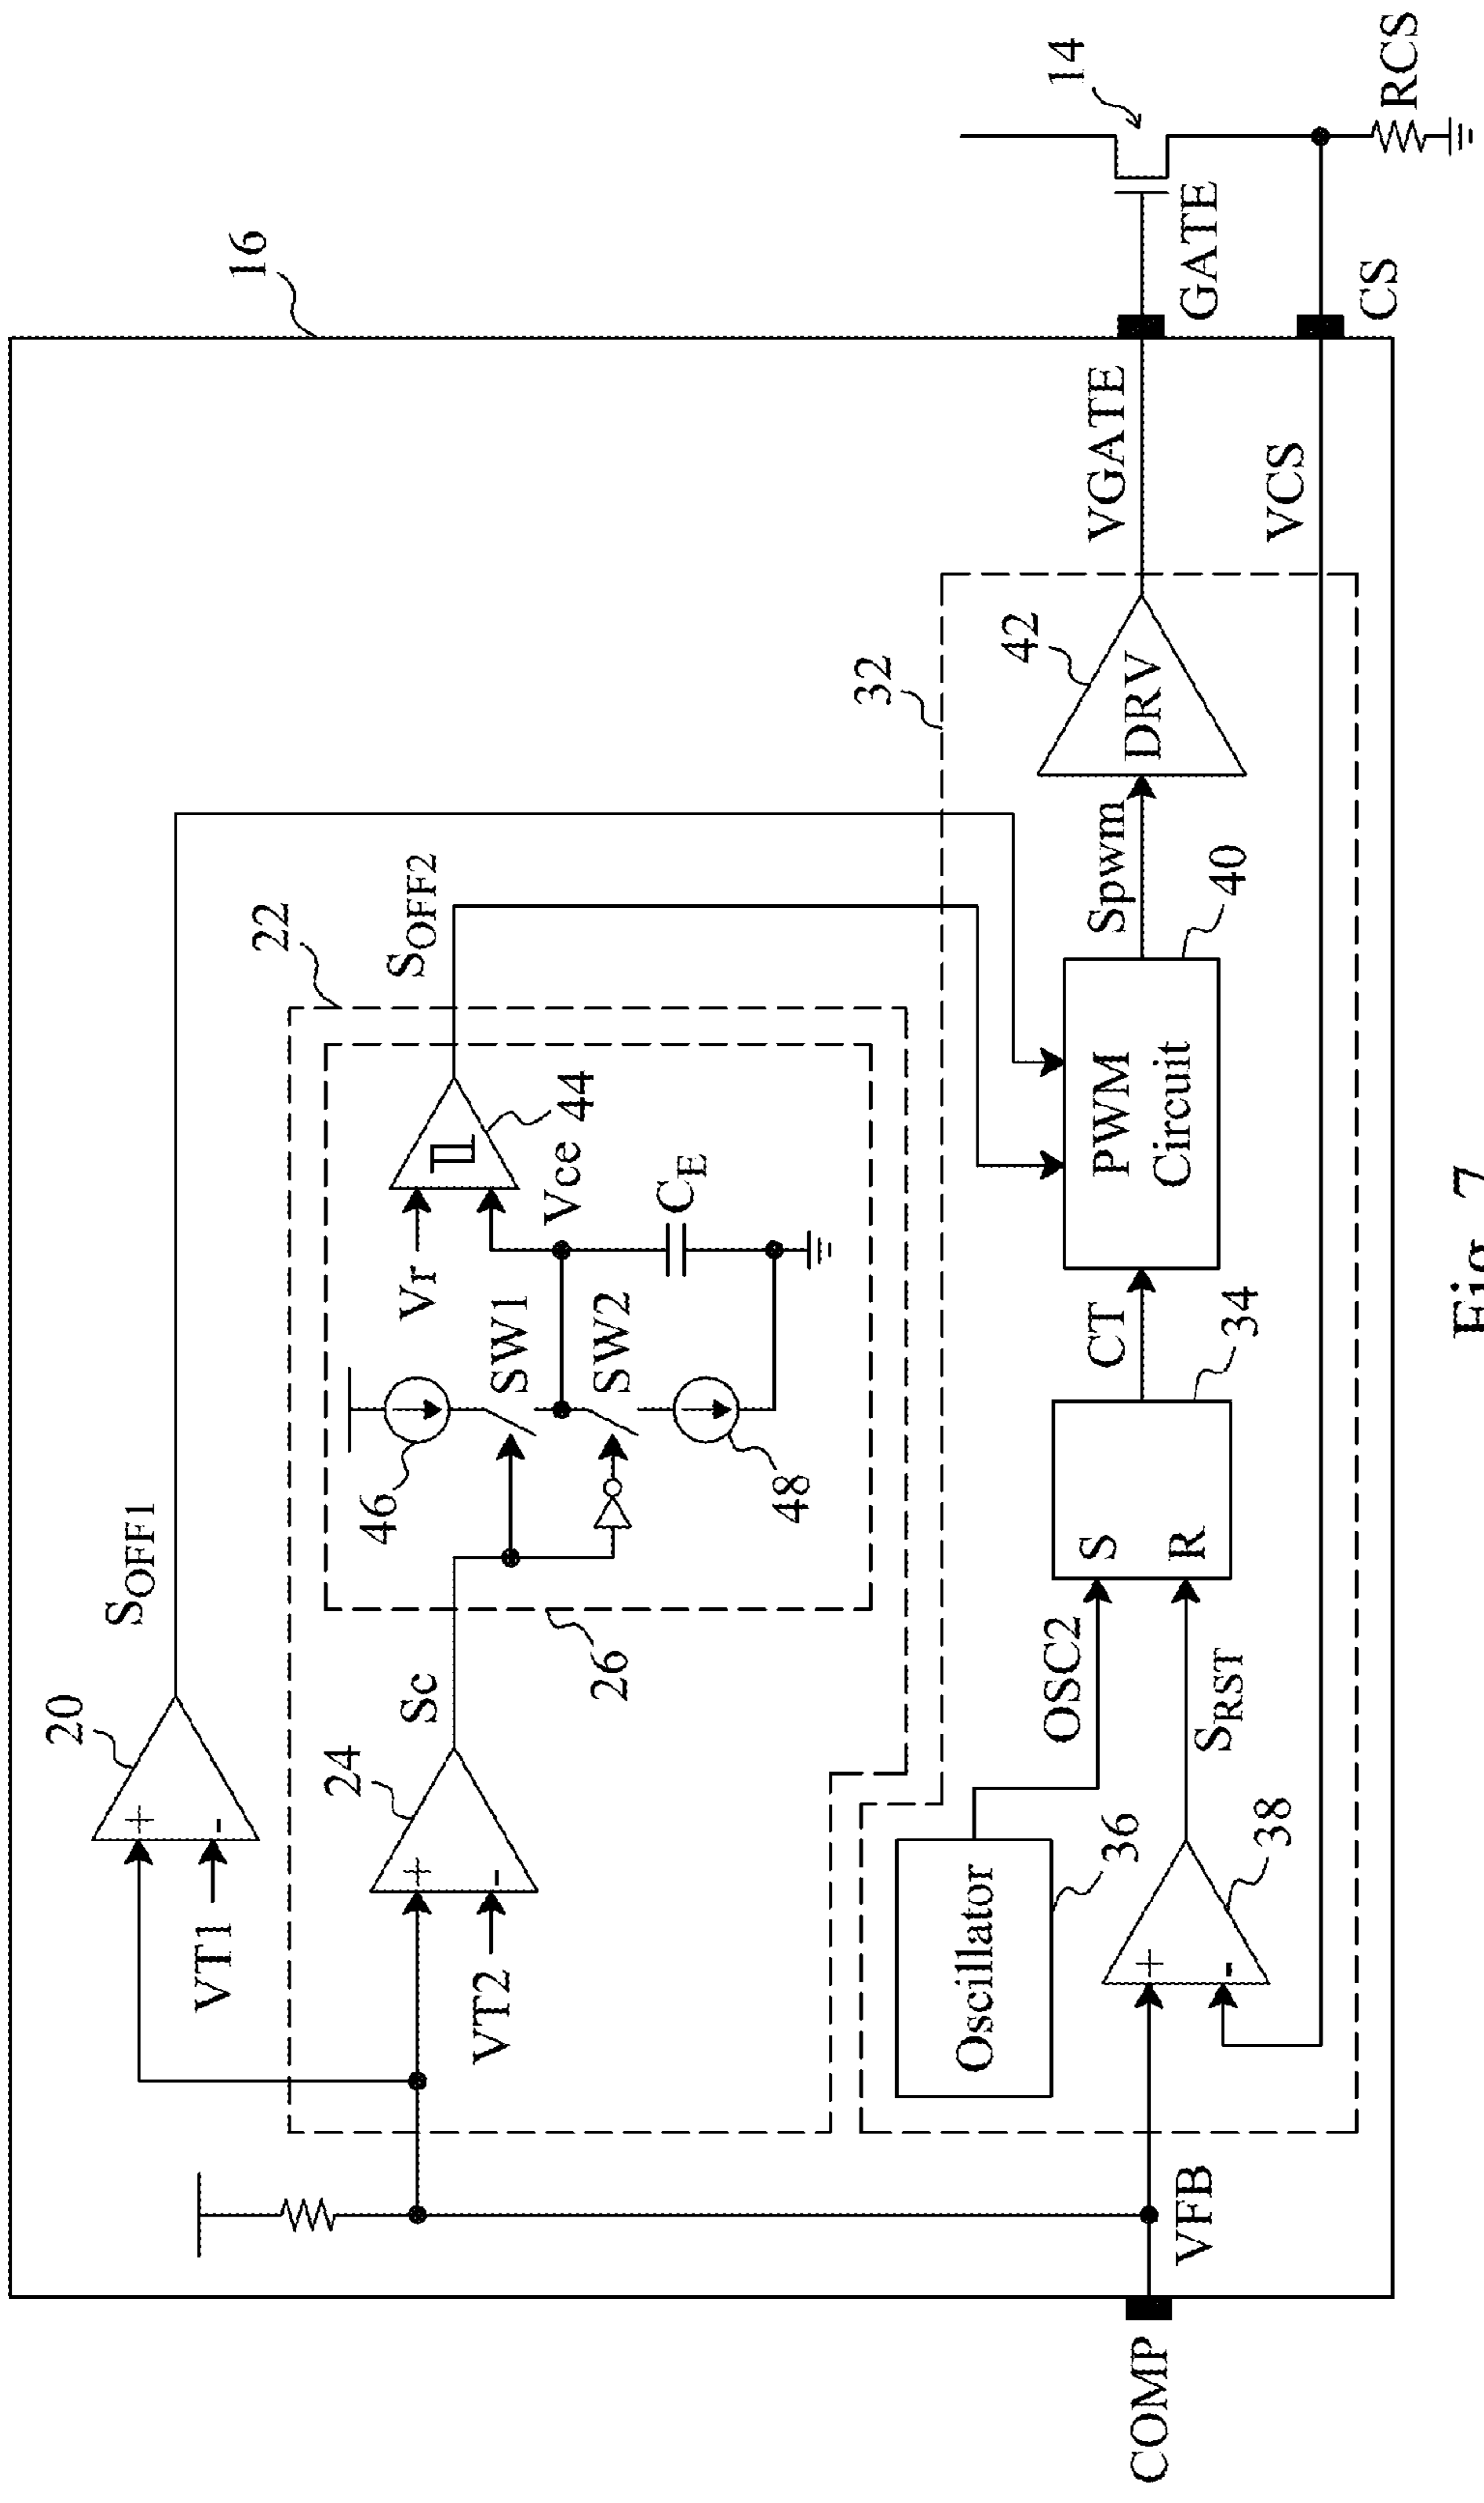 16
20
SOFF1
VT1
22
24
Sc
VT2
26
46
SW1
SW2
48
Vr
Vce
CE
44
SOFF2
32
Oscillator
36
OSC2
38
SRST
S
R
34
CT
PWM
Circuit
40
Spwm
DRV
42
VGATE
GATE
14
VCS
CS
RCS
COMP
VFB
+
-
+
-
+
-
Fig. 7